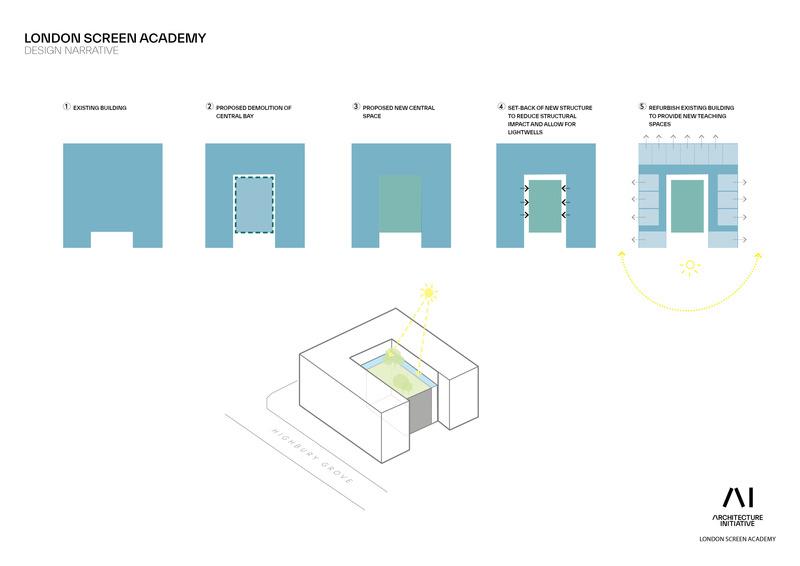 LONDON SCREEN ACADEMY
DESIGN NARRATIVE
1 EXISTING BUILDING
2 PROPOSED DEMOLITION OF
CENTRAL BAY
3 PROPOSED NEW CENTRAL
SPACE
4 SET-BACK OF NEW STRUCTURE
TO REDUCE STRUCTURAL
IMPACT AND ALLOW FOR
LIGHTWELLS
5 REFURBISH EXISTING BUILDING
TO PROVIDE NEW TEACHING
SPACES
HIGHBURY GROVE
AI
ARCHITECTURE
INITIATIVE
LONDON SCREEN ACADEMY